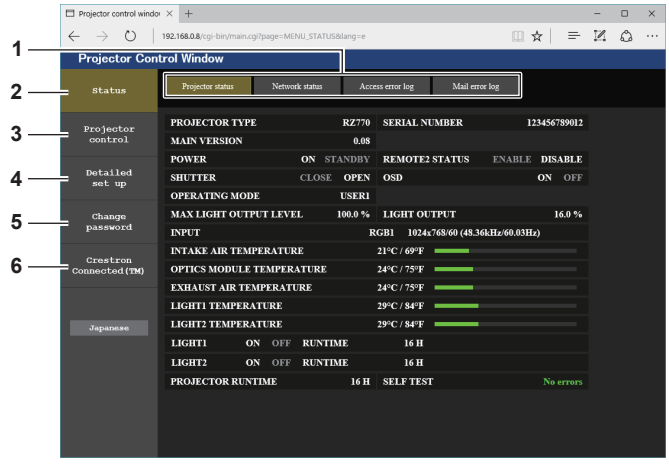 Projector control windov
192.168.0.8/cgi-bin/main.cgi?page=MENU_STATUS&lang=e
1
Projector Control Window
2
Status
Projector status
Network status
Access error log
Mail error log
3
Projector
control
4
Detailed
set up
5
Change
password
6
Crestron
Connected(TM)
Japanese
PROJECTOR TYPE RZ770 SERIAL NUMBER 123456789012
MAIN VERSION 0.08
POWER ON STANDBY REMOTE2 STATUS ENABLE DISABLE
SHUTTER CLOSE OPEN OSD ON OFF
OPERATING MODE USER1
MAX LIGHT OUTPUT LEVEL 100.0 % LIGHT OUTPUT 16.0 %
INPUT RGB1 1024x768/60 (48.36kHz/60.03Hz)
INTAKE AIR TEMPERATURE 21°C / 69°F
OPTICS MODULE TEMPERATURE 24°C / 75°F
EXHAUST AIR TEMPERATURE 24°C / 75°F
LIGHT1 TEMPERATURE 29°C / 84°F
LIGHT2 TEMPERATURE 29°C / 84°F
LIGHT1 ON OFF RUNTIME 16 H
LIGHT2 ON OFF RUNTIME 16 H
PROJECTOR RUNTIME 16 H SELF TEST No errors